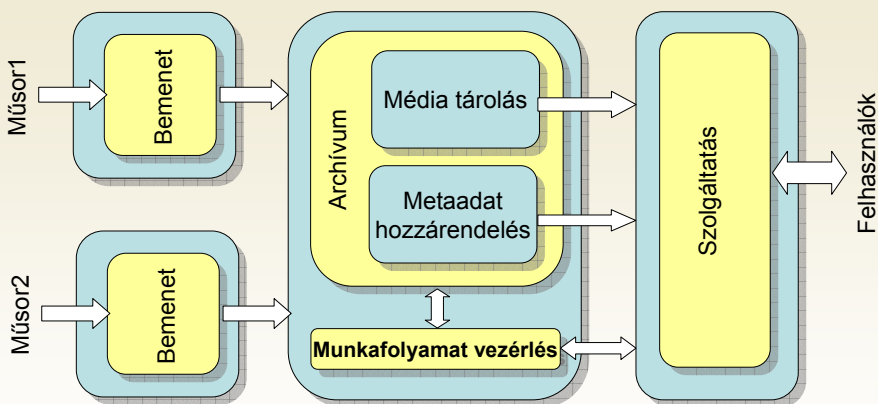 Műsor1
Bemenet
Műsor2
Bemenet
Archívum
Média tárolás
Metaadat
hozzárendelés
Munkafolyamat vezérlés
Szolgáltatás
Felhasználók